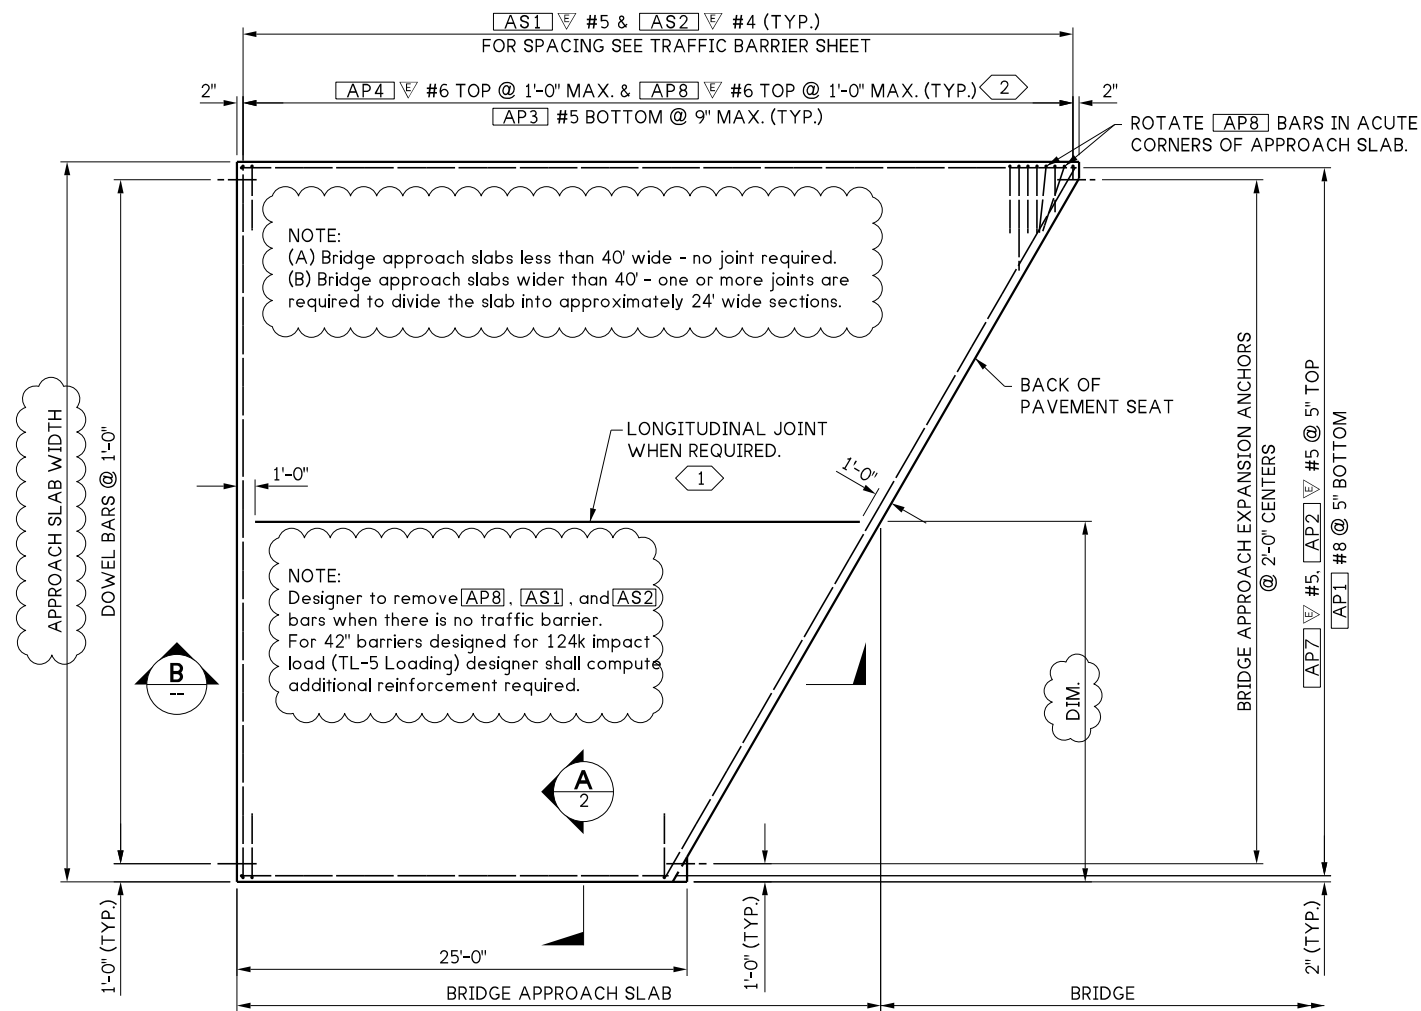 AS1 E #5 & AS2 E #4 (TYP.)
FOR SPACING SEE TRAFFIC BARRIER SHEET
2"
AP4 E #6 TOP @ 1'-0" MAX. & AP8 E #6 TOP @ 1'-0" MAX. (TYP.) 2
2"
AP3 #5 BOTTOM @ 9" MAX. (TYP.)
ROTATE AP8 BARS IN ACUTE
CORNERS OF APPROACH SLAB.
NOTE:
(A) Bridge approach slabs less than 40' wide - no joint required.
(B) Bridge approach slabs wider than 40' - one or more joints are
required to divide the slab into approximately 24' wide sections.
BACK OF
PAVEMENT SEAT
APPROACH SLAB WIDTH
DOWEL BARS @ 1'-0"
LONGITUDINAL JOINT
WHEN REQUIRED.
1
1'-0"
1'-0"
BRIDGE APPROACH EXPANSION ANCHORS
@ 2'-0" CENTERS
AP7 E #5, AP2 E #5 @ 5" TOP
AP1 #8 @ 5" BOTTOM
NOTE:
Designer to remove AP8, AS1, and AS2
bars when there is no traffic barrier.
For 42" barriers designed for 124k impact
load (TL-5 Loading) designer shall compute
additional reinforcement required.
B
--
DIM.
A
2
1'-0" (TYP.)
1'-0" (TYP.)
2" (TYP.)
25'-0"
BRIDGE APPROACH SLAB
BRIDGE